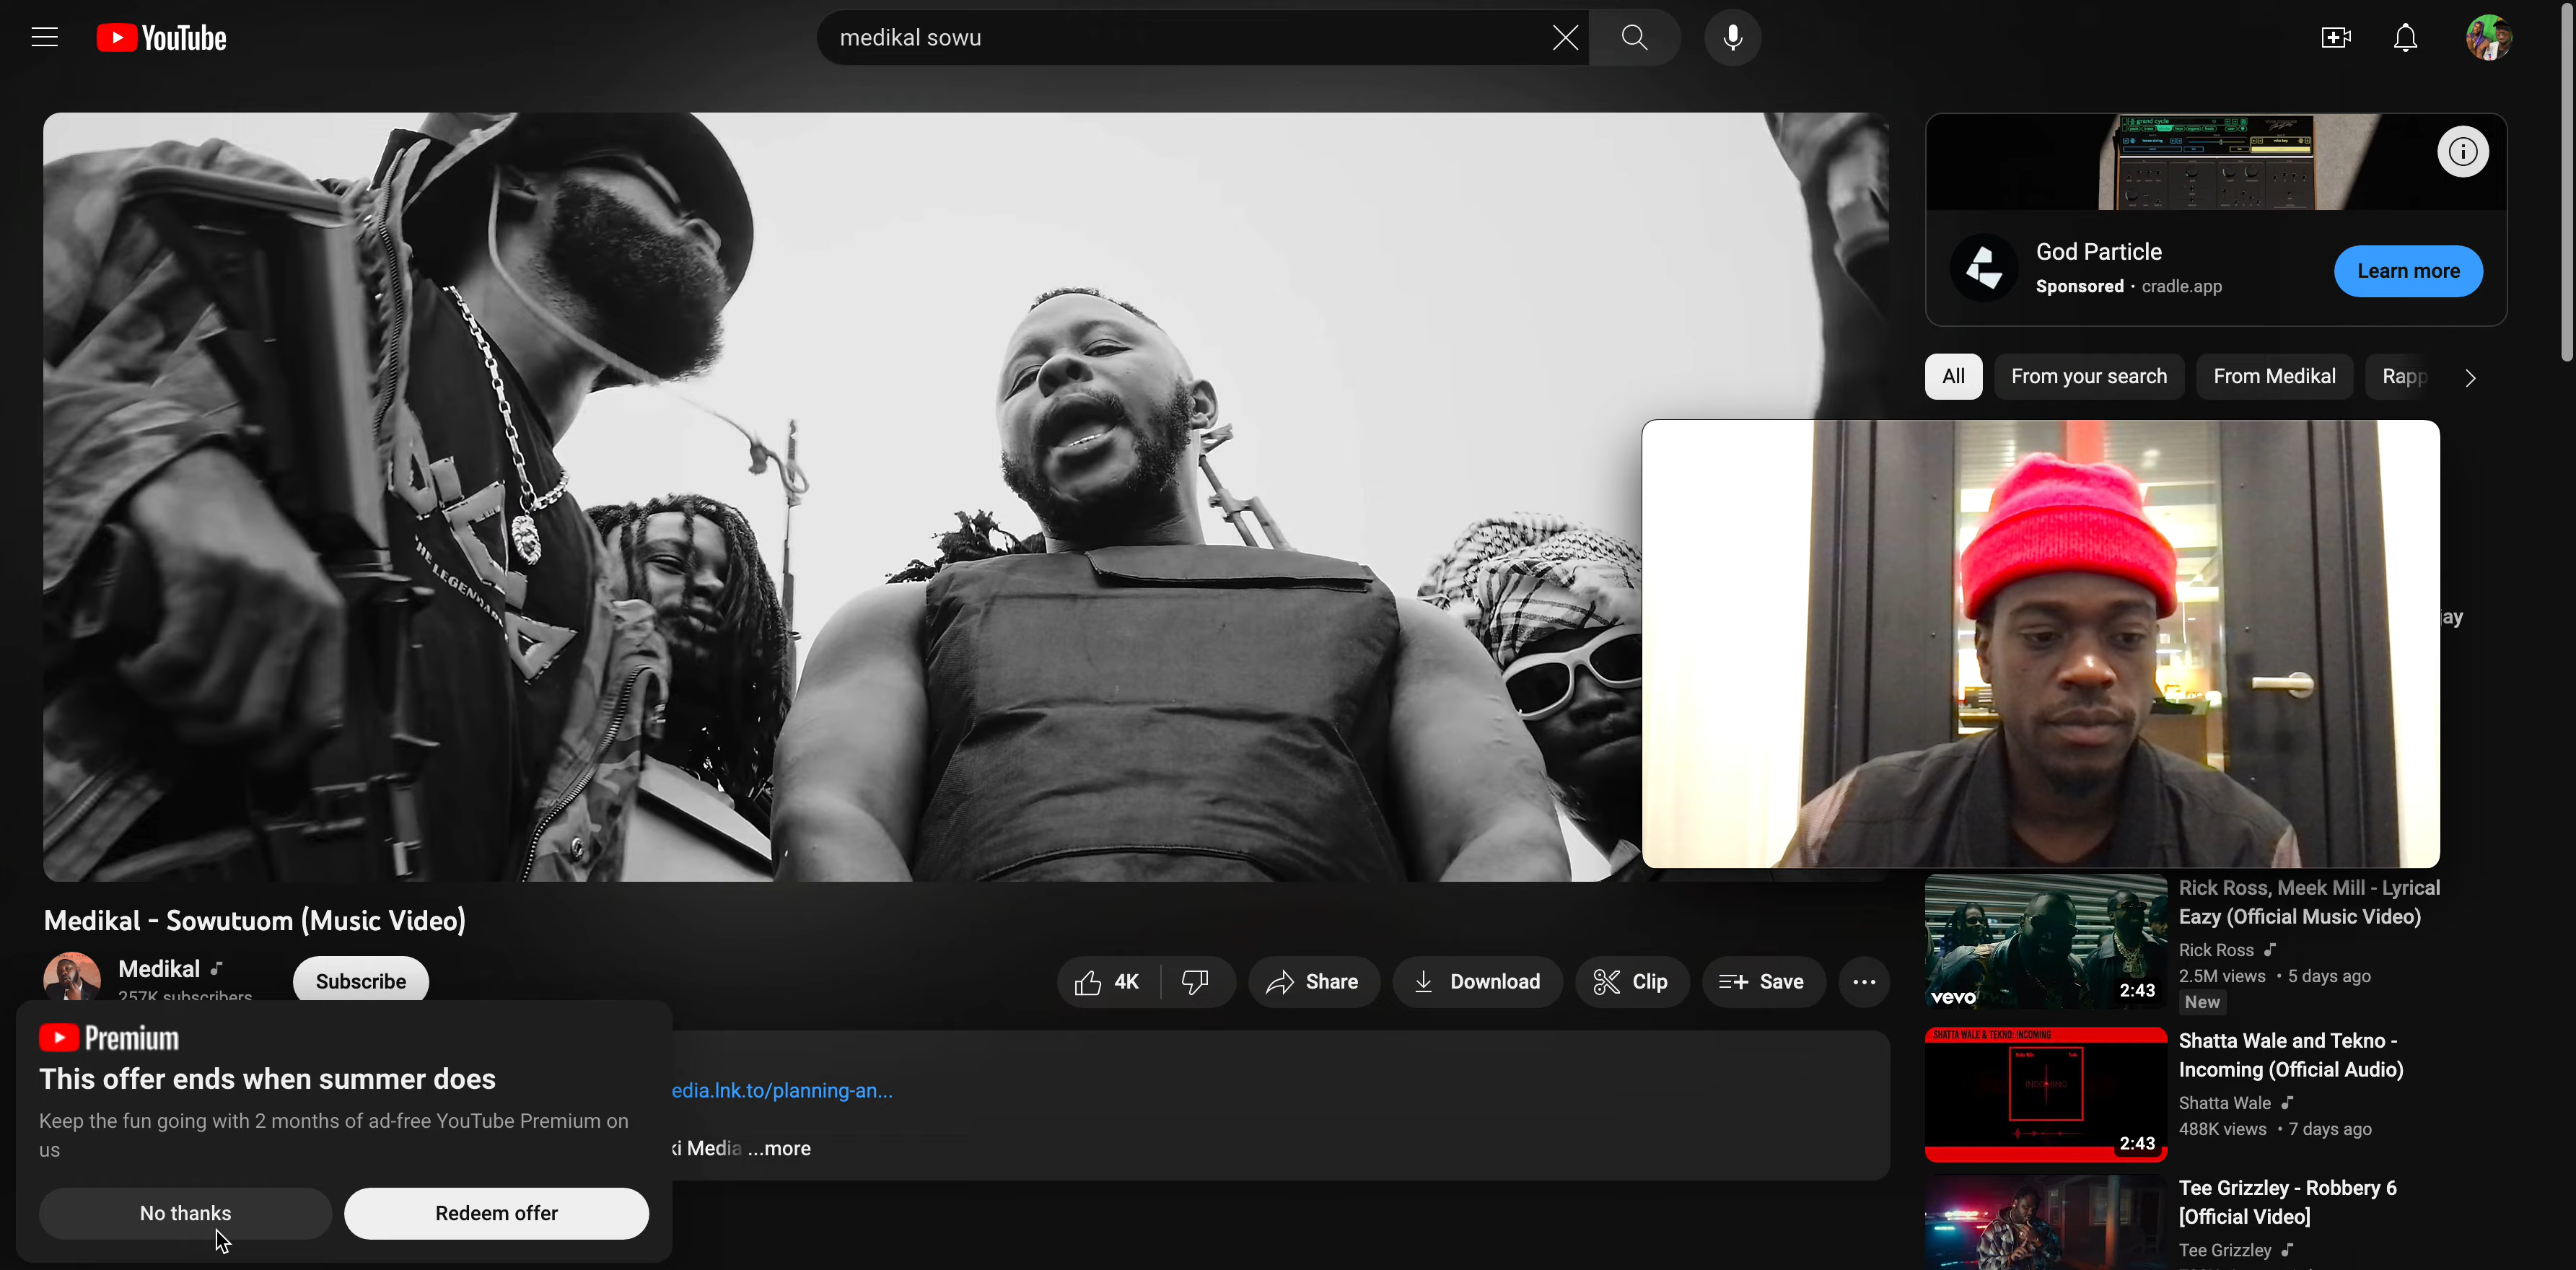 YouTube
medikal sowu
HE LEGENDARY
God Particle
Sponsored · cradle.app
Learn more
All
From your search
From Medikal
Rapp
jay
Medikal - Sowutuom (Music Video)
Medikal
257K subscribers
Subscribe
4K
Share
Download
Clip
Save
edia.lnk.to/planning-an...
ki Media ...more
Premium
This offer ends when summer does
Keep the fun going with 2 months of ad-free YouTube Premium on
us
No thanks
Redeem offer
vevo
2:43
Rick Ross, Meek Mill - Lyrical
Eazy (Official Music Video)
Rick Ross
2.5M views • 5 days ago
New
SHATTA WALE & TEKNO: INCOMING
INCOMING
2:43
Shatta Wale and Tekno -
Incoming (Official Audio)
Shatta Wale
488K views • 7 days ago
Tee Grizzley - Robbery 6
[Official Video]
Tee Grizzley